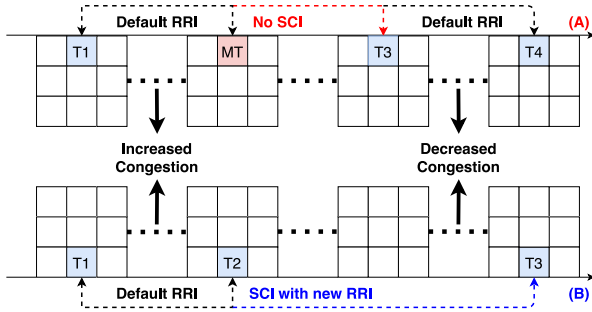 Default RRI No SCI Default RRI (A)
T1 MT T3 T4
Increased Congestion
Decreased Congestion
T1 T2 T3
Default RRI SCI with new RRI (B)